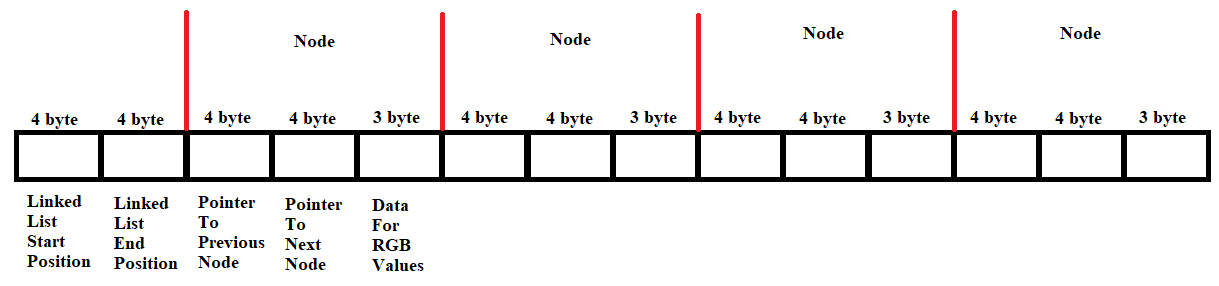 Node Node Node Node
4 byte 4 byte 4 byte 4 byte 3 byte 4 byte 4 byte 3 byte 4 byte 4 byte 3 byte 4 byte 4 byte 3 byte
Linked Linked Pointer Pointer Data
List List To To For
Start End Previous Next RGB
Position Position Node Node Values